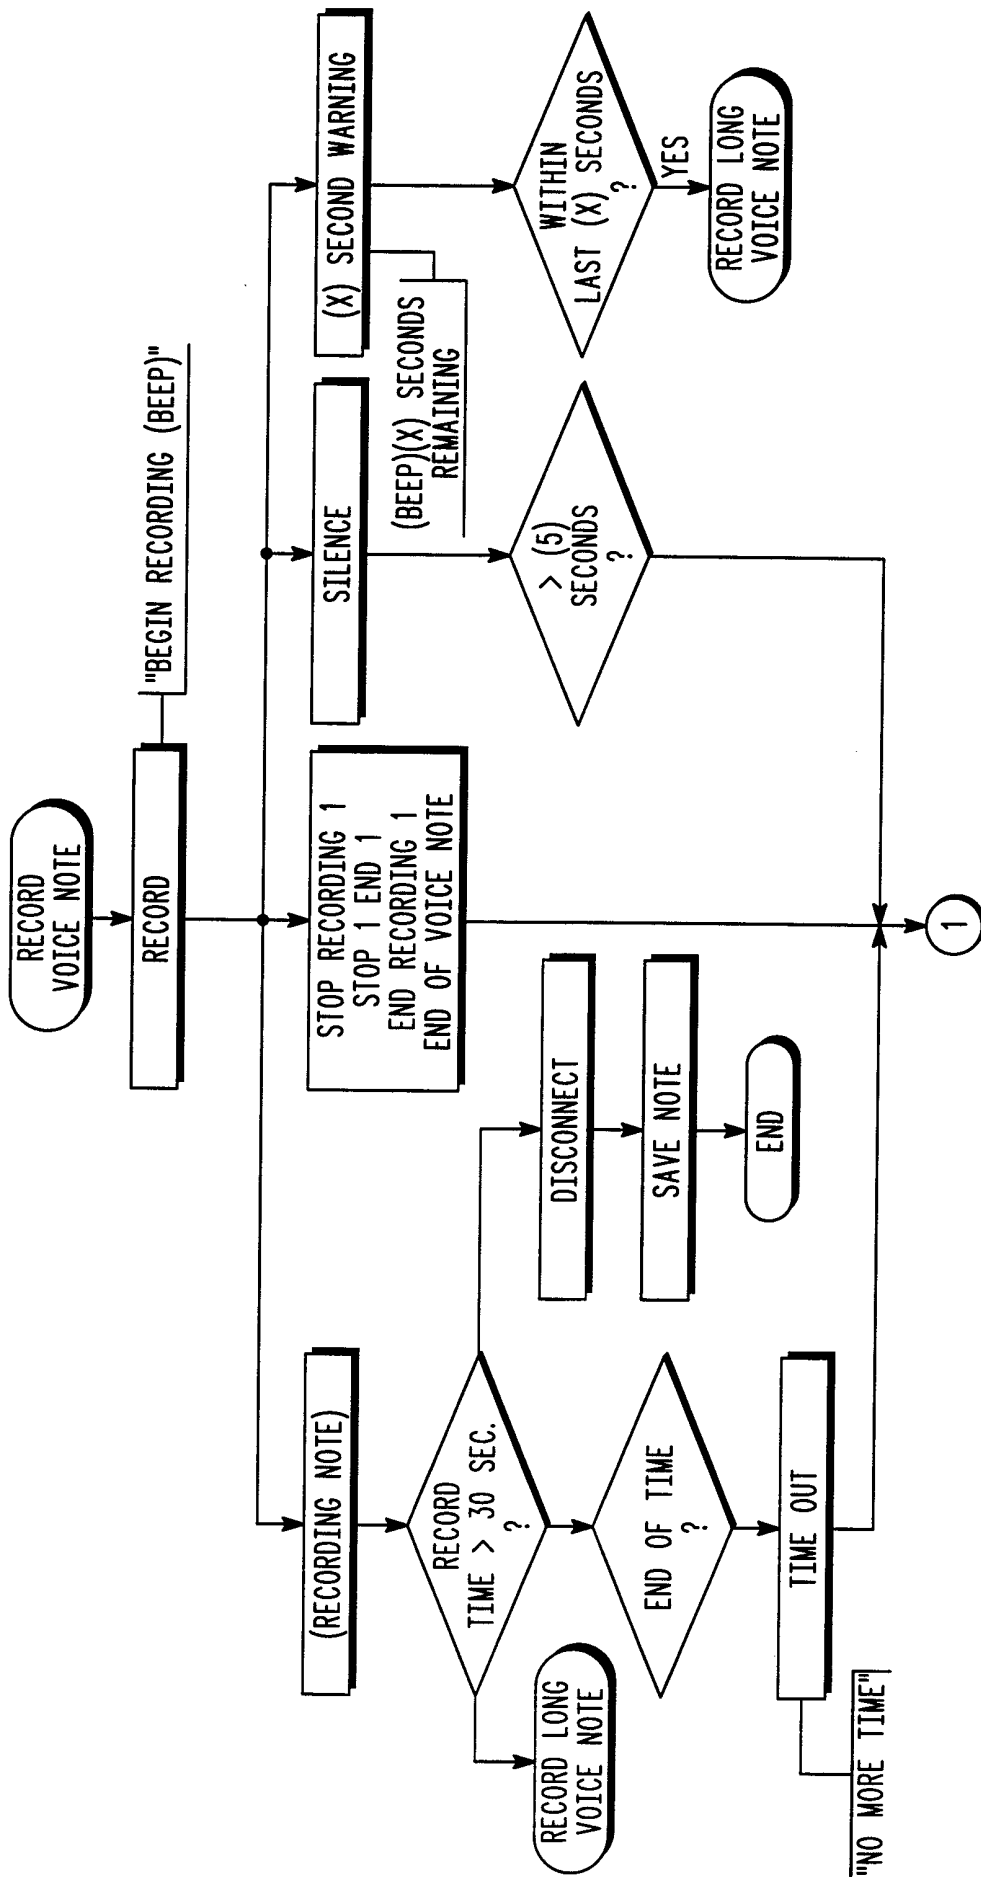 RECORD
VOICE NOTE
RECORD
"BEGIN RECORDING (BEEP)"
(RECORDING NOTE)
STOP RECORDING 1
STOP 1 END 1
END RECORDING 1
END OF VOICE NOTE
SILENCE
(X) SECOND WARNING
(BEEP)(X) SECONDS
REMAINING
RECORD
TIME > 30 SEC.
?
DISCONNECT
SAVE NOTE
END
> (5)
SECONDS
?
WITHIN
LAST (X) SECONDS
?
YES
RECORD LONG
VOICE NOTE
RECORD LONG
VOICE NOTE
END OF TIME
?
TIME OUT
"NO MORE TIME"
1